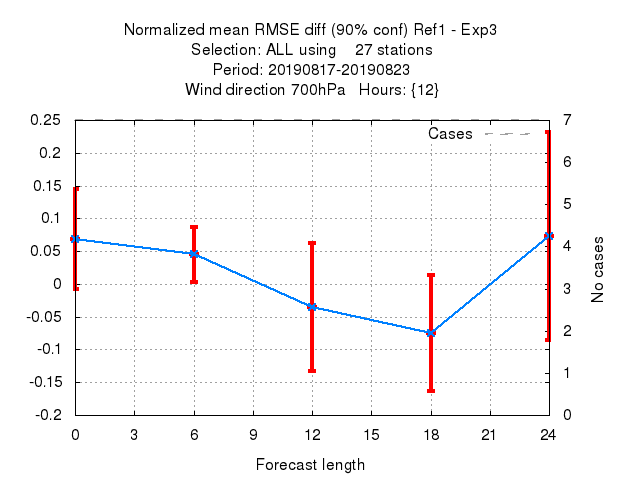 Normalized mean RMSE diff (90% conf) Ref1 - Exp3
Selection: ALL using    27 stations
Period: 20190817-20190823
Wind direction 700hPa   Hours: {12}
Cases
0.25
0.2
0.15
0.1
0.05
0
-0.05
-0.1
-0.15
-0.2
7
6
5
4
3
2
1
0
No cases
0 3 6 9 12 15 18 21 24
Forecast length